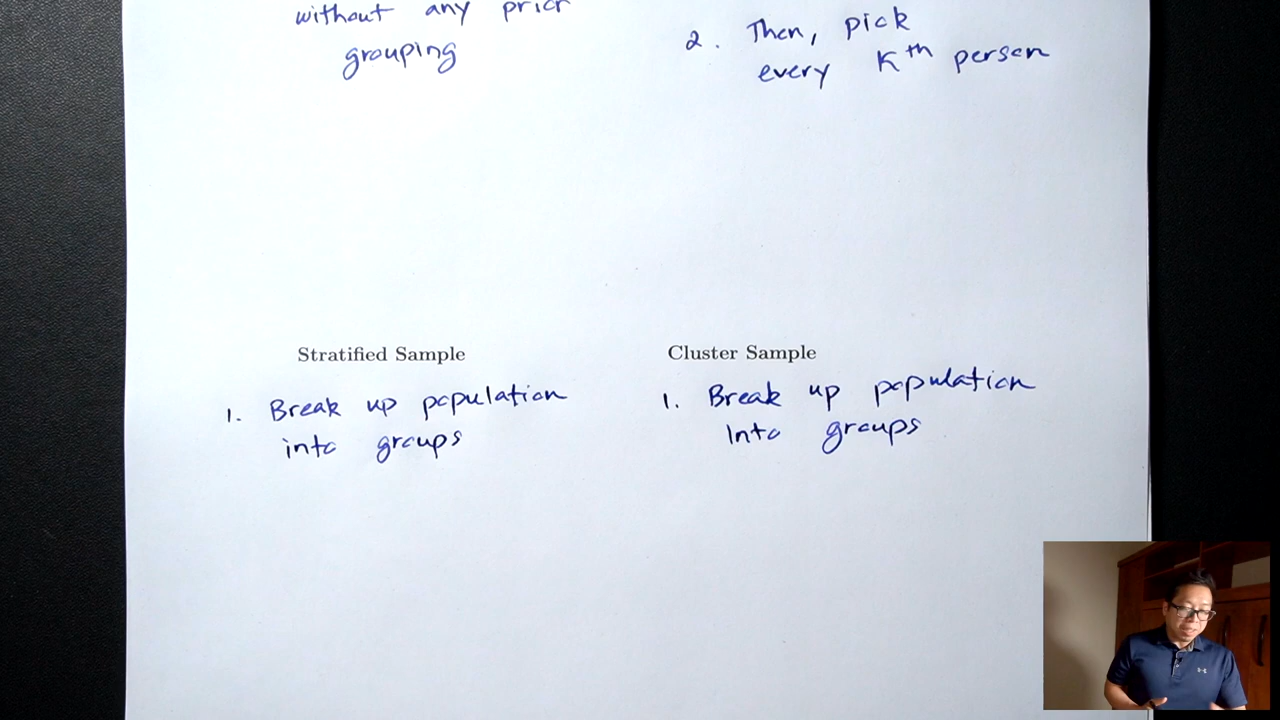 without any prior
grouping
2. Then, pick
every Kth person
Stratified Sample
1. Break up population
into groups
Cluster Sample
1. Break up population
Into groups